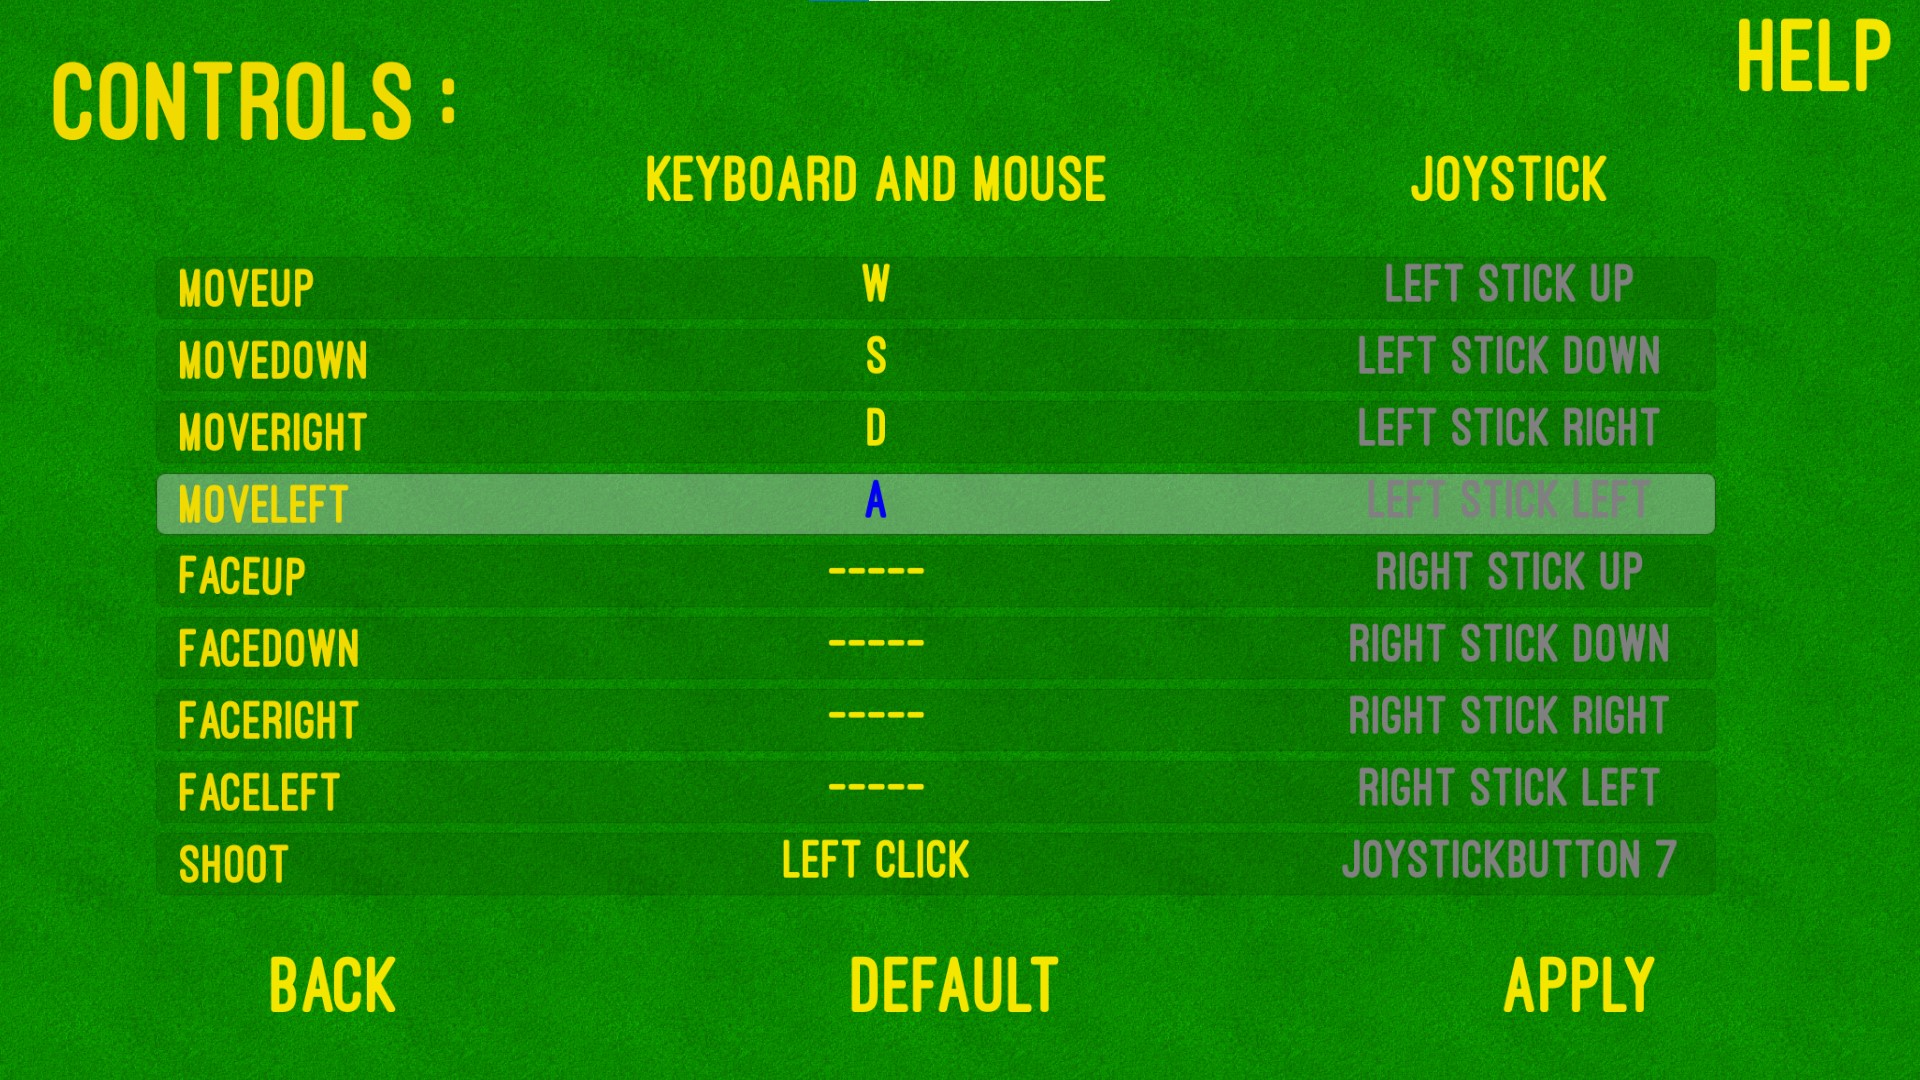 HELP
CONTROLS :
KEYBOARD AND MOUSE JOYSTICK
MOVEUP W LEFT STICK UP
MOVEDOWN S LEFT STICK DOWN
MOVERIGHT D LEFT STICK RIGHT
MOVELEFT A LEFT STICK LEFT
FACEUP ----- RIGHT STICK UP
FACEDOWN ----- RIGHT STICK DOWN
FACERIGHT ----- RIGHT STICK RIGHT
FACELEFT ----- RIGHT STICK LEFT
SHOOT LEFT CLICK JOYSTICKBUTTON 7
BACK DEFAULT APPLY